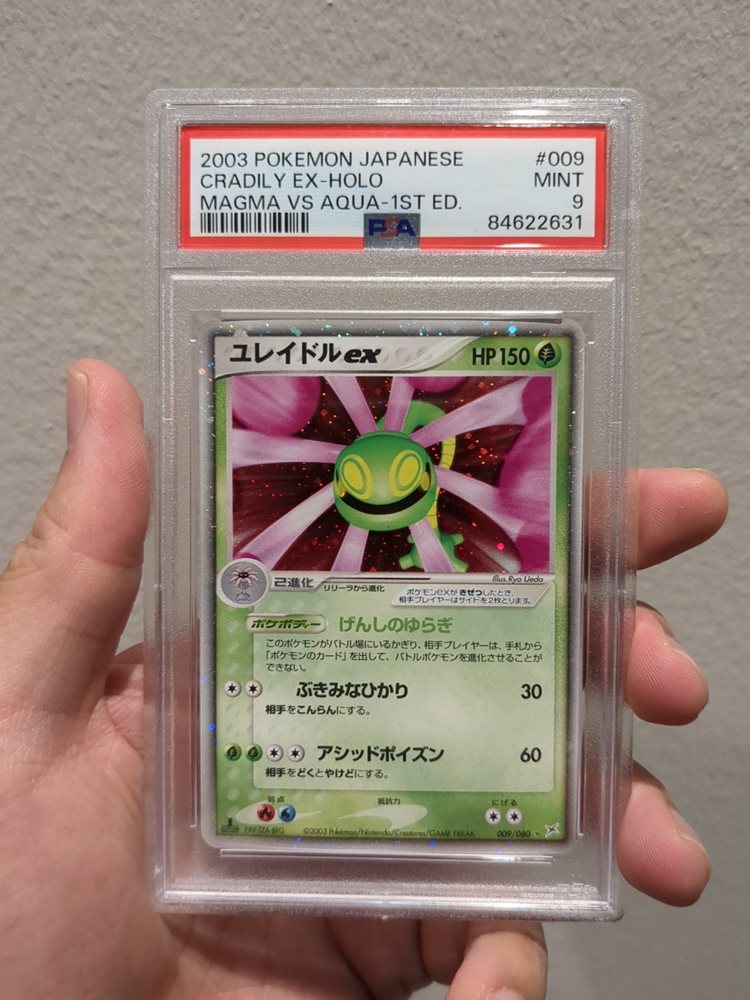 2003 POKEMON JAPANESE #009
CRADILY EX-HOLO MINT
MAGMA VS AQUA-1ST ED. 9
PSA 84622631
ユレイドルex HP150
Illus.Ryo Ueda
2進化 リリーラから進化
ポケモンexがきぜつしたとき、
相手プレイヤーはサイドを2枚とります。
ポケボディー げんしのゆらぎ
このポケモンがバトル場にいるかぎり、相手プレイヤーは、手札から
「ポケモンのカード」を出して、バトルポケモンを進化させることが
できない。
ぶきみなひかり 30
相手をこんらんにする。
アシッドポイズン 60
相手をどくとやけどにする。
弱点 抵抗力 にげる
FXV-TZA-BFG ©2003 Pokémon/Nintendo/Creatures/GAME FREAK 009/080